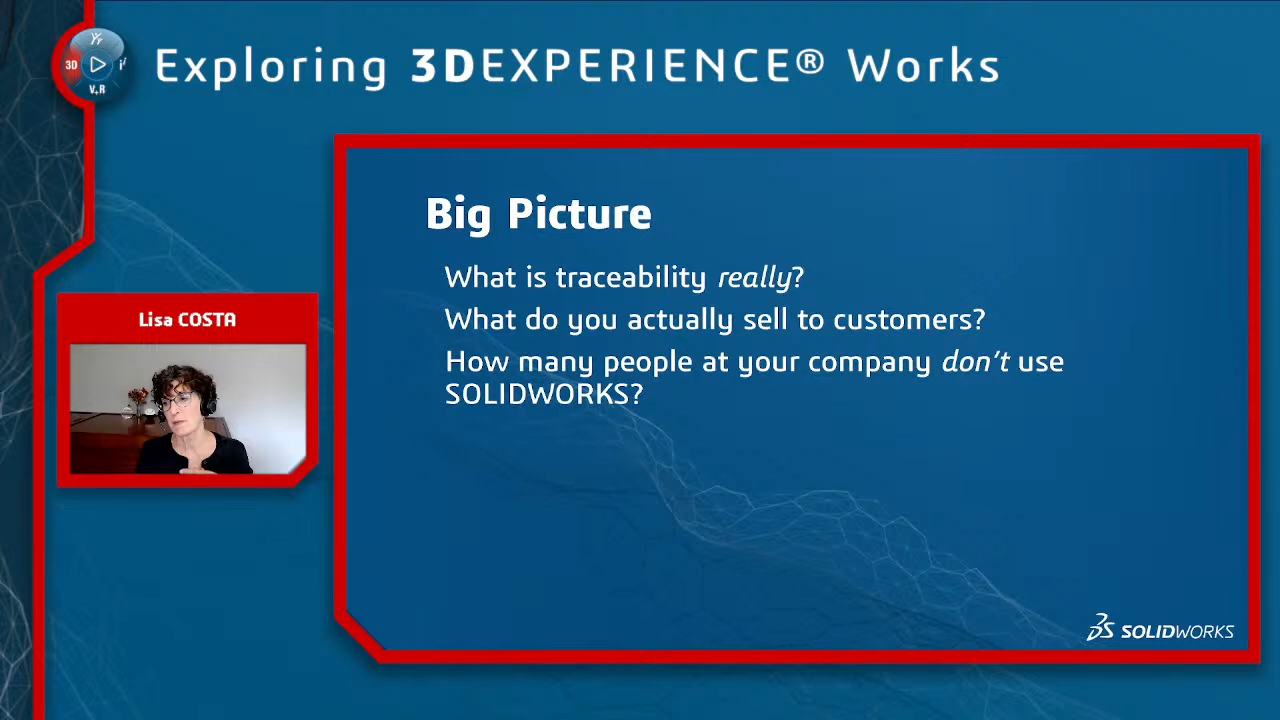 3D
V,R
Exploring 3DEXPERIENCE® Works
Lisa COSTA
Big Picture
What is traceability really?
What do you actually sell to customers?
How many people at your company don't use
SOLIDWORKS?
SOLIDWORKS